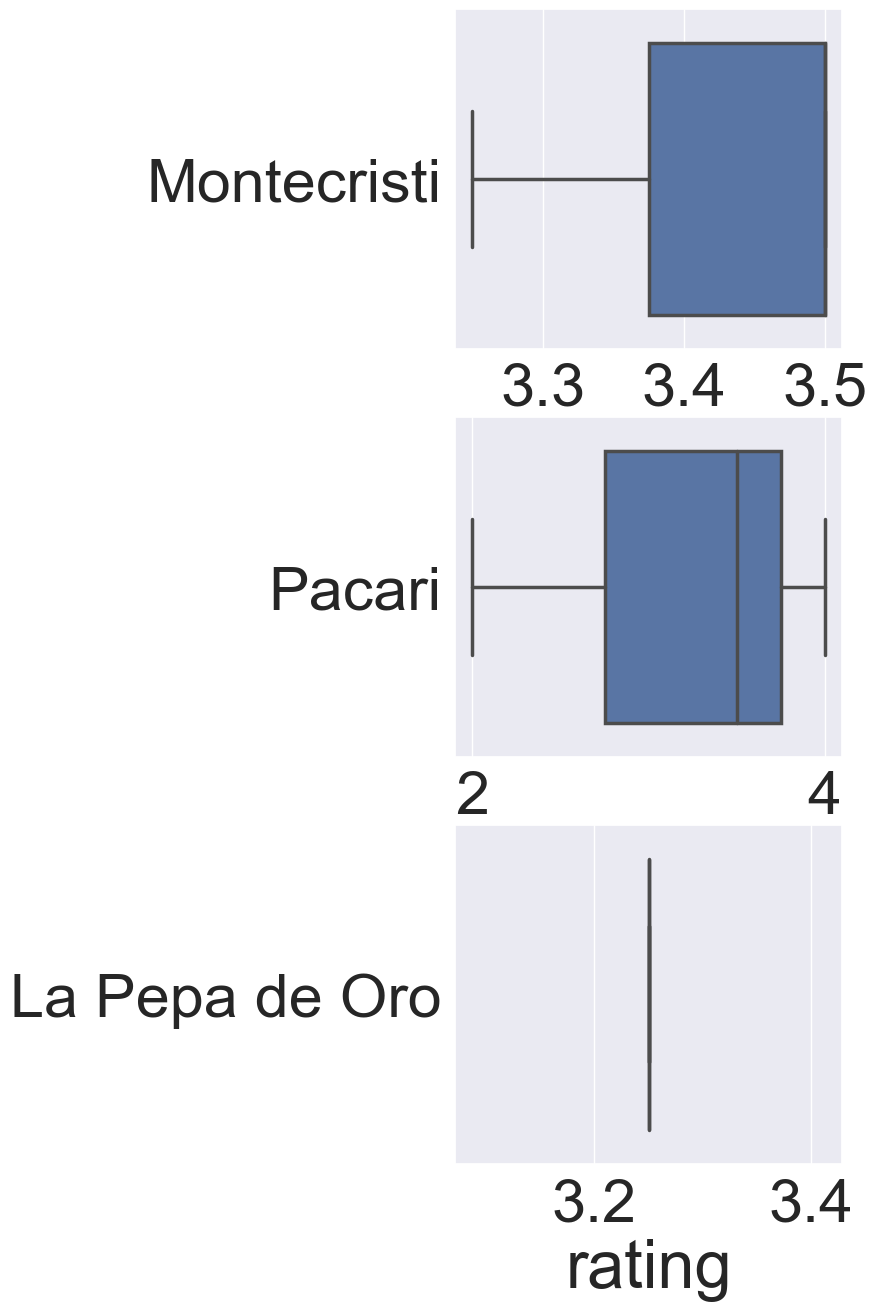 Montecristi
3.3 3.4 3.5
Pacari
2 4
La Pepa de Oro
3.2 3.4
rating